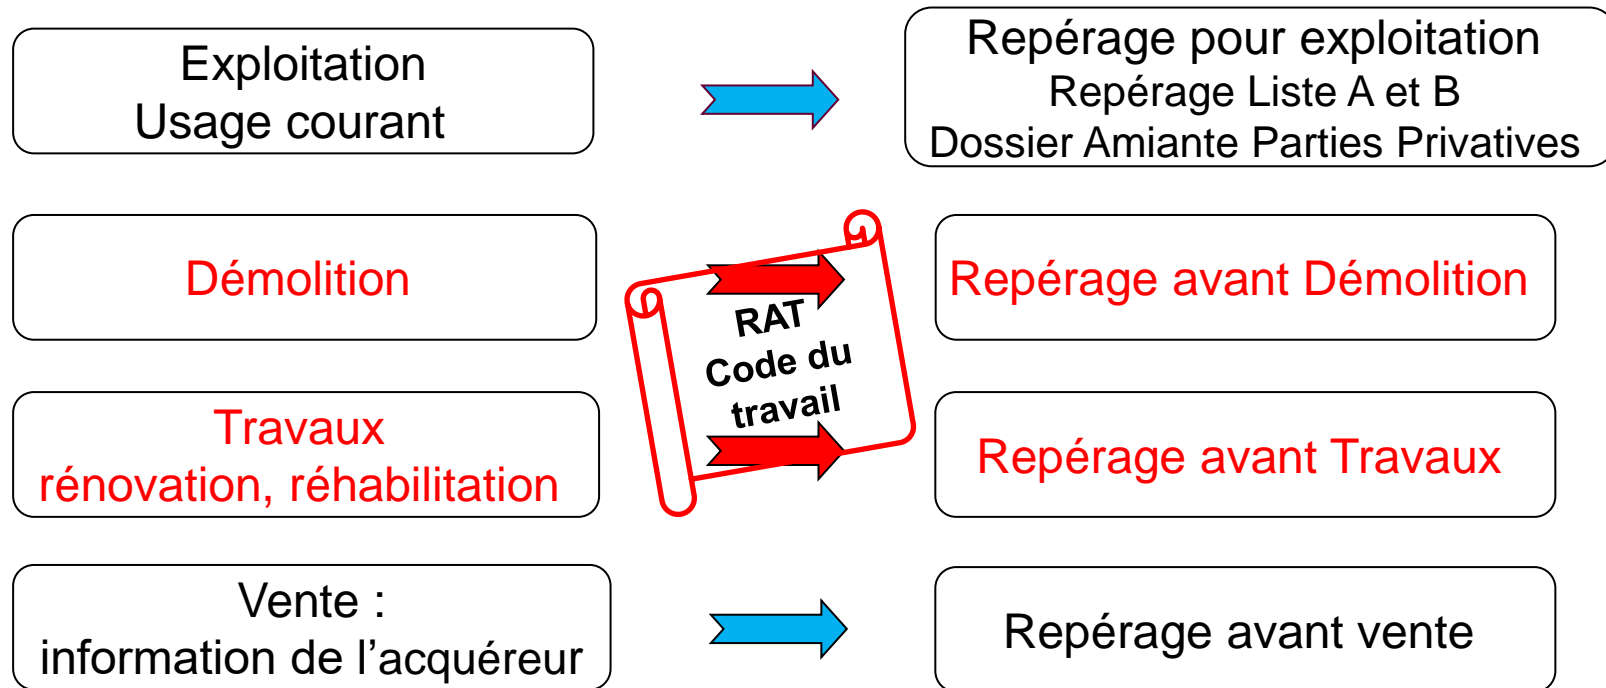 Exploitation
Usage courant
Repérage pour exploitation
Repérage Liste A et B
Dossier Amiante Parties Privatives
Démolition
Repérage avant Démolition
RAT
Code du
travail
Travaux
rénovation, réhabilitation
Repérage avant Travaux
Vente :
information de l’acquéreur
Repérage avant vente